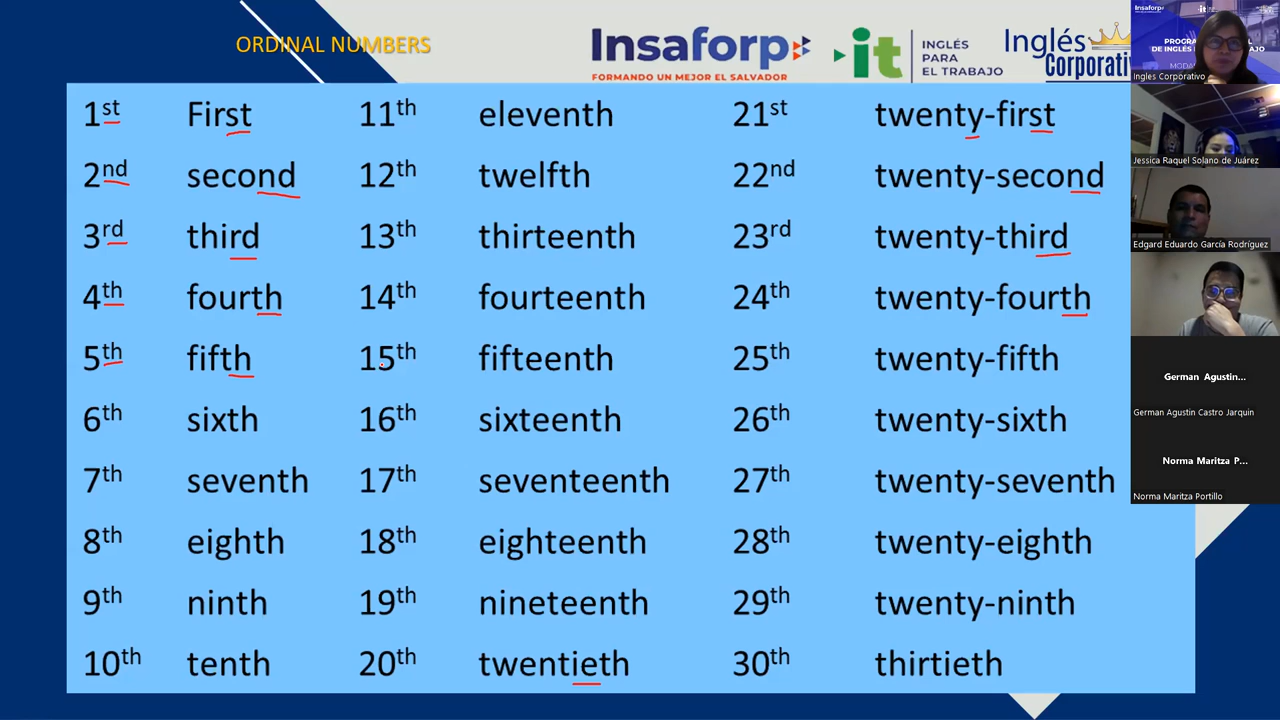 ORDINAL NUMBERS
Insaforp
FORMANDO UN MEJOR EL SALVADOR
it
INGLÉS
PARA
EL TRABAJO
Inglés
Corporativ
1st First 11th eleventh 21st twenty-first
2nd second 12th twelfth 22nd twenty-second
3rd third 13th thirteenth 23rd twenty-third
4th fourth 14th fourteenth 24th twenty-fourth
5th fifth 15th fifteenth 25th twenty-fifth
6th sixth 16th sixteenth 26th twenty-sixth
7th seventh 17th seventeenth 27th twenty-seventh
8th eighth 18th eighteenth 28th twenty-eighth
9th ninth 19th nineteenth 29th twenty-ninth
10th tenth 20th twentieth 30th thirtieth
Insaforp it
Ingles Corporativo
Jessica Raquel Solano de Juárez
Edgard Eduardo García Rodríguez
German Agustin...
German Agustin Castro Jarquin
Norma Maritza P...
Norma Maritza Portillo